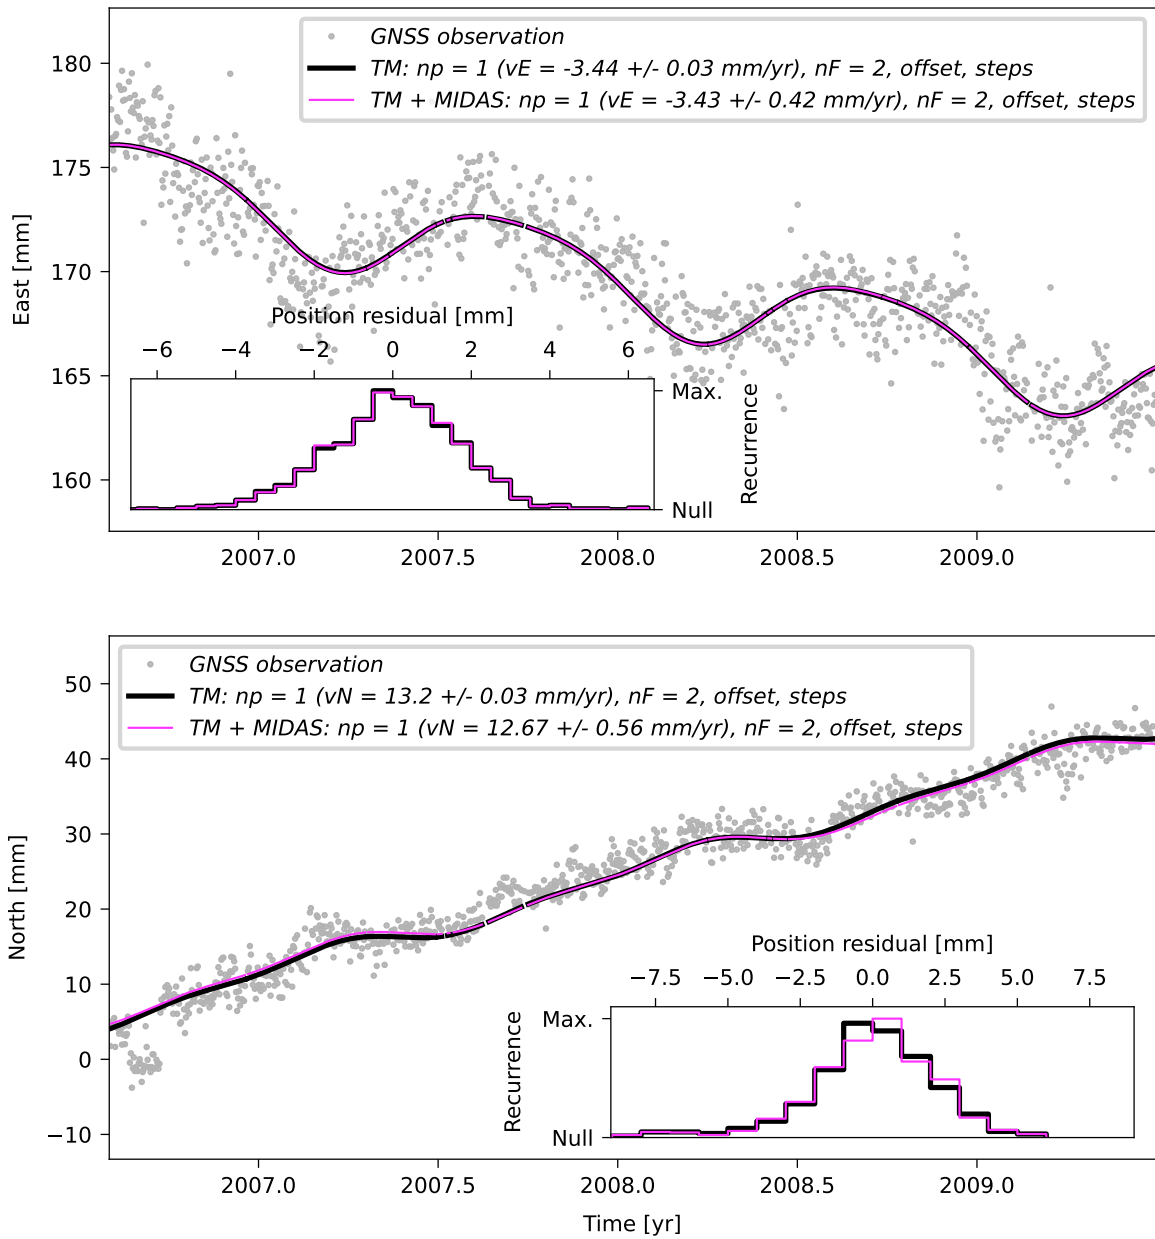 GNSS observation
TM: np = 1 (vE = -3.44 +/- 0.03 mm/yr), nF = 2, offset, steps
TM + MIDAS: np = 1 (vE = -3.43 +/- 0.42 mm/yr), nF = 2, offset, steps
180
175
170
165
160
East [mm]
Position residual [mm]
−6 −4 −2 0 2 4 6
Max.
Null
Recurrence
2007.0 2007.5 2008.0 2008.5 2009.0
GNSS observation
TM: np = 1 (vN = 13.2 +/- 0.03 mm/yr), nF = 2, offset, steps
TM + MIDAS: np = 1 (vN = 12.67 +/- 0.56 mm/yr), nF = 2, offset, steps
50
40
30
20
10
0
−10
North [mm]
Position residual [mm]
−7.5 −5.0 −2.5 0.0 2.5 5.0 7.5
Max.
Null
Recurrence
2007.0 2007.5 2008.0 2008.5 2009.0
Time [yr]